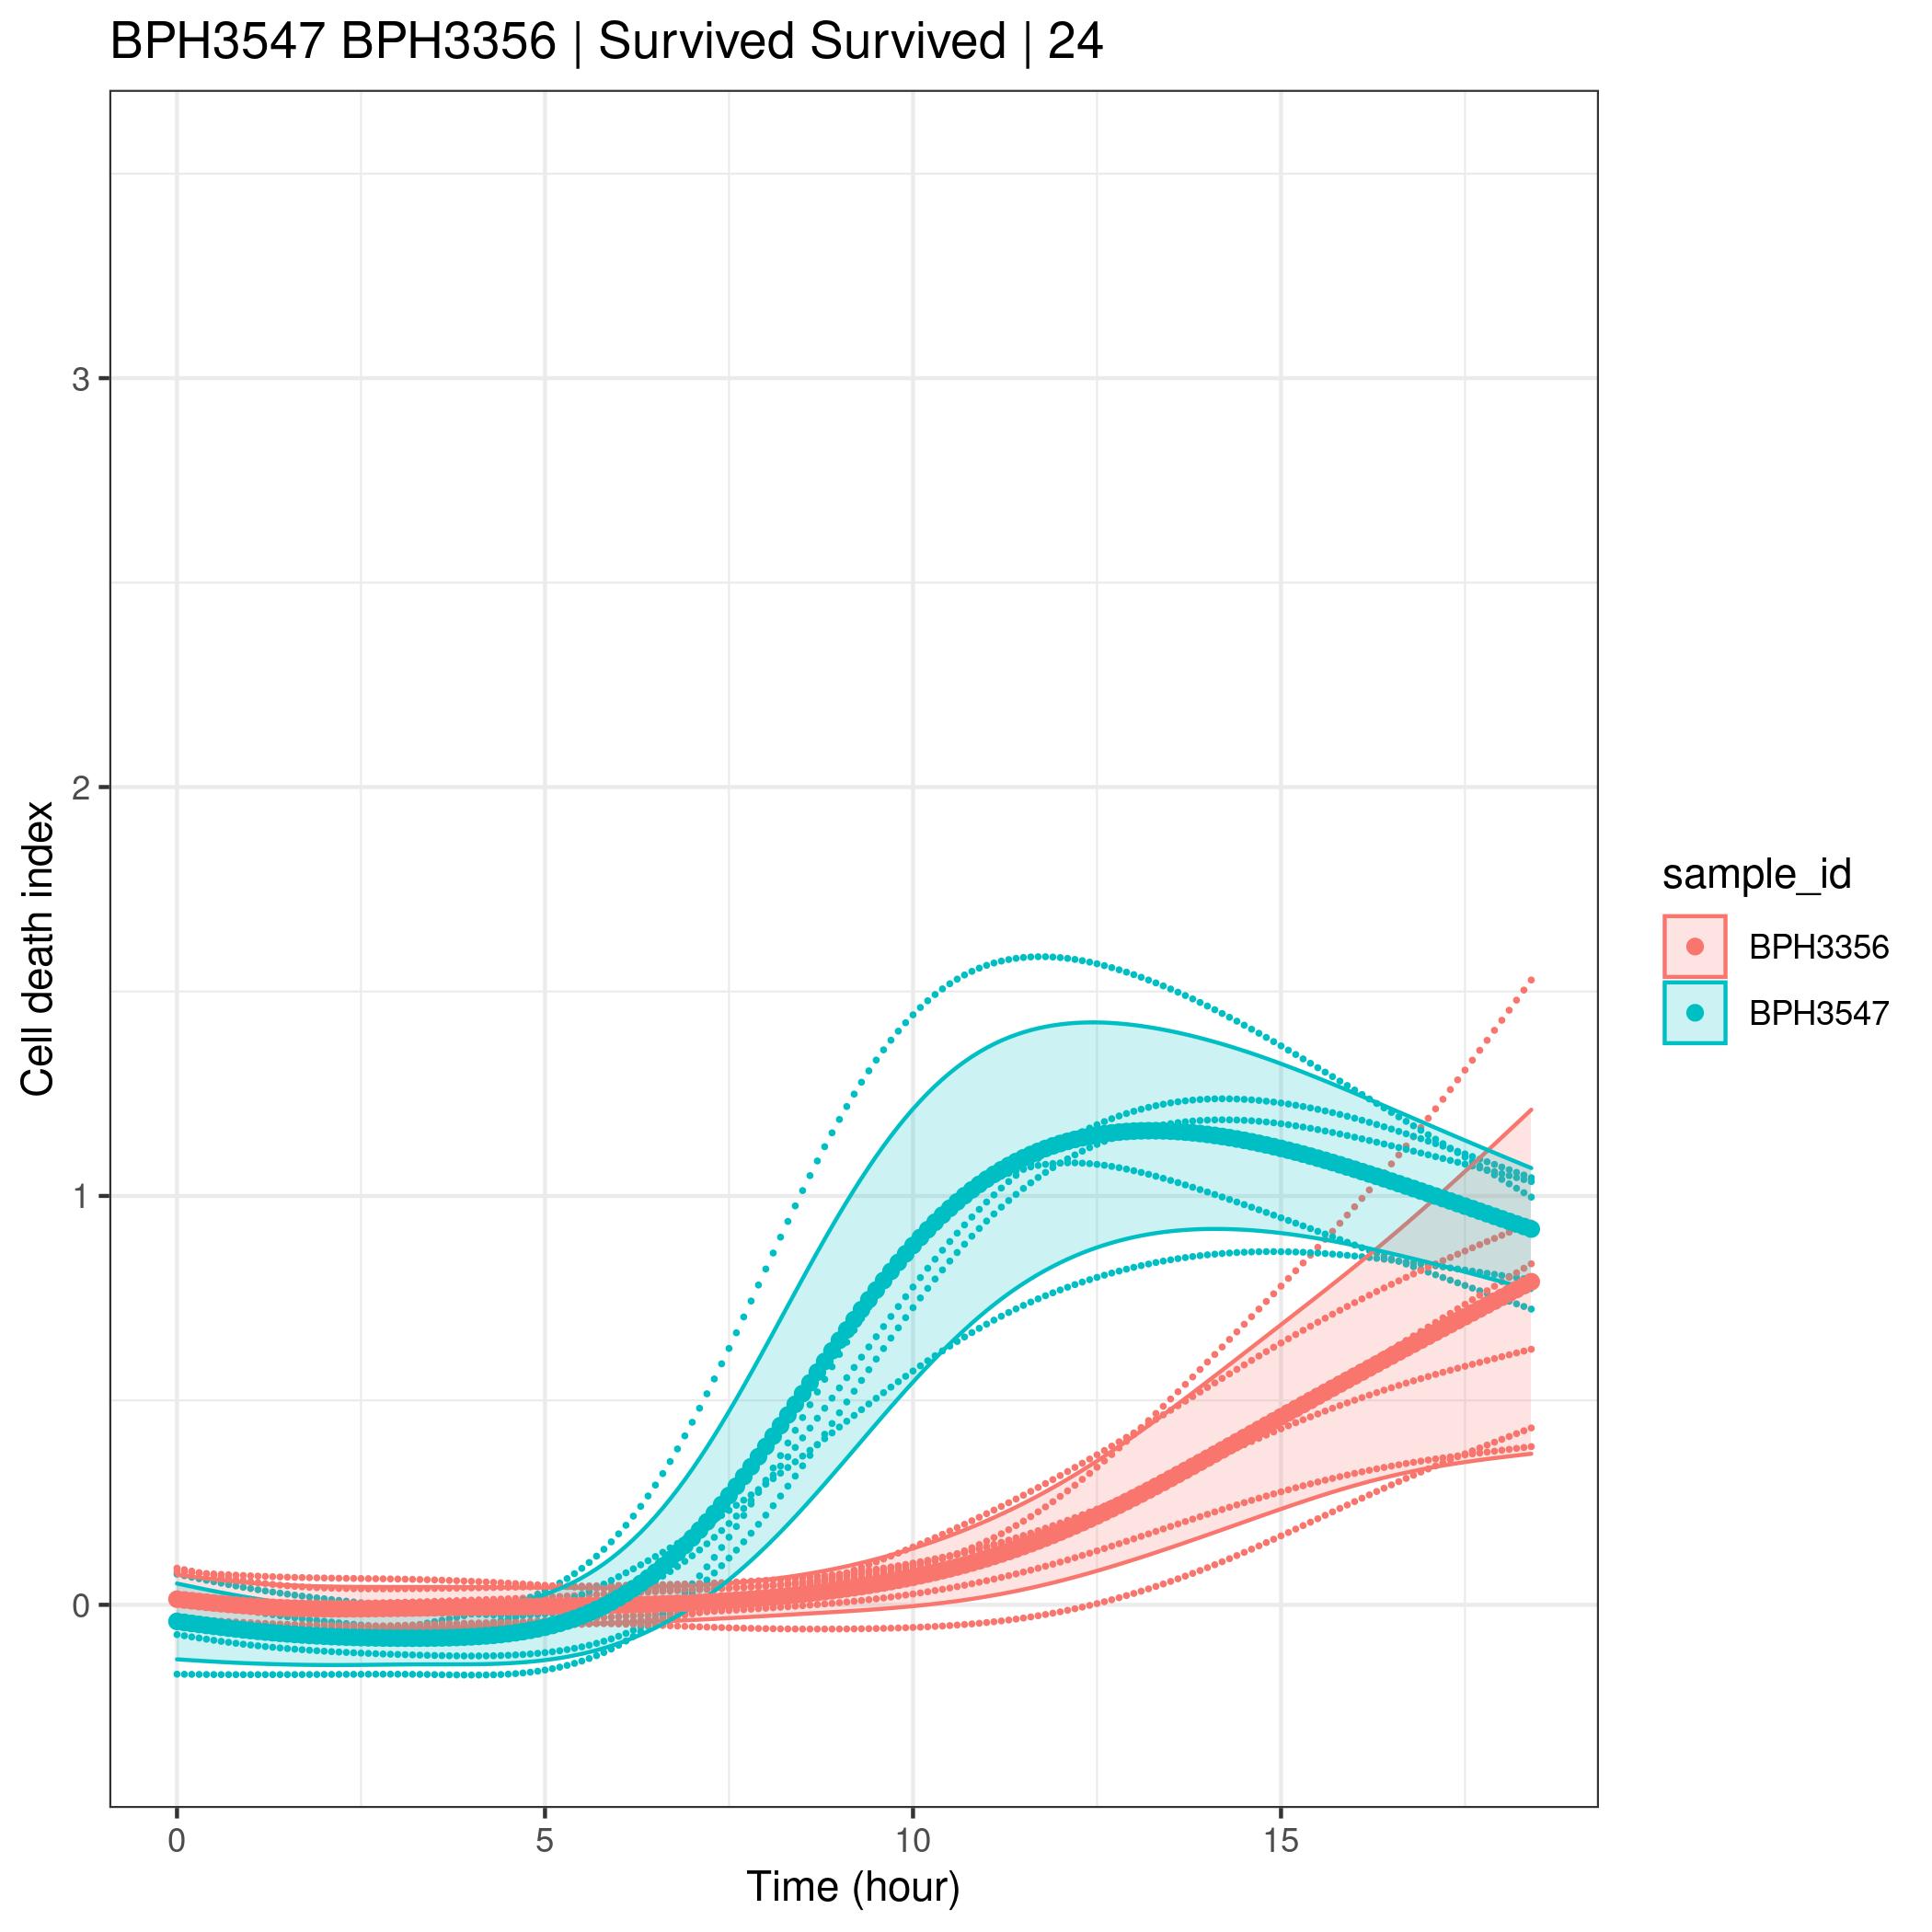 BPH3547 BPH3356 | Survived Survived | 24
3
2
1
0
Cell death index
0 5 10 15
Time (hour)
sample_id
BPH3356
BPH3547